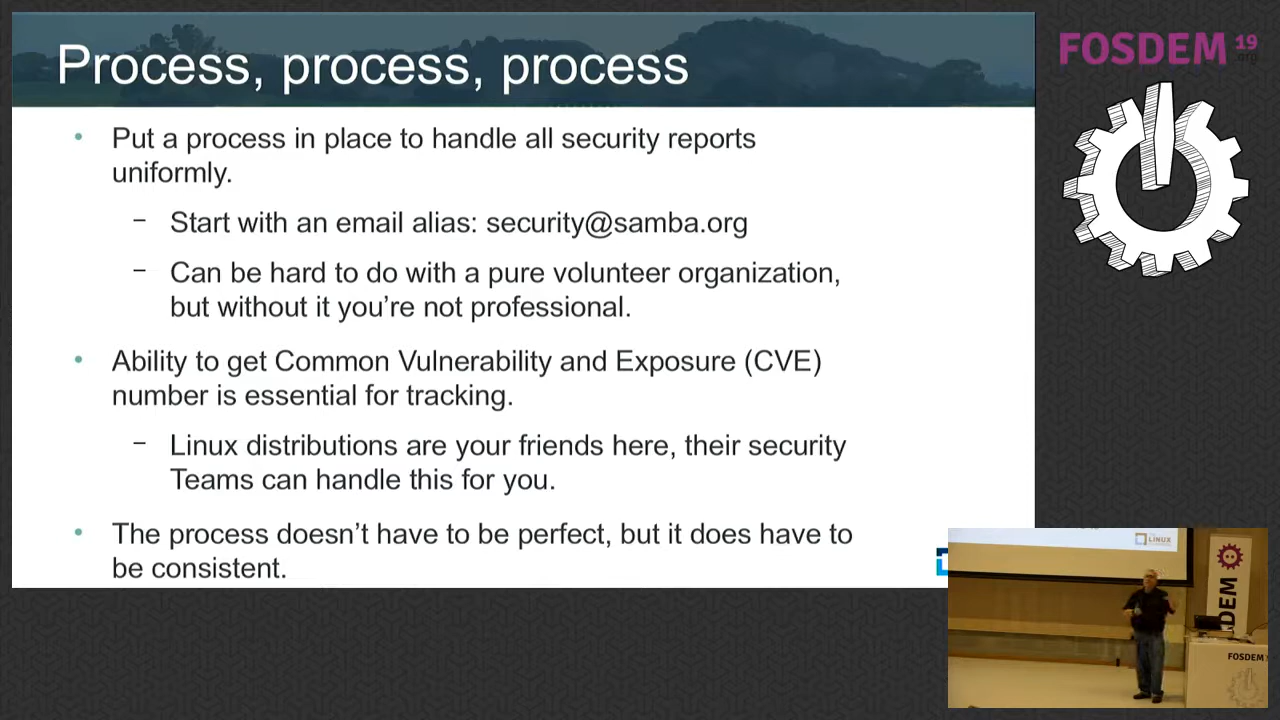 Process, process, process
FOSDEM 19
.org
• Put a process in place to handle all security reports
uniformly.
– Start with an email alias: security@samba.org
– Can be hard to do with a pure volunteer organization,
but without it you’re not professional.
• Ability to get Common Vulnerability and Exposure (CVE)
number is essential for tracking.
– Linux distributions are your friends here, their security
Teams can handle this for you.
• The process doesn’t have to be perfect, but it does have to
be consistent.
LINUX
DEM
FOSDEM